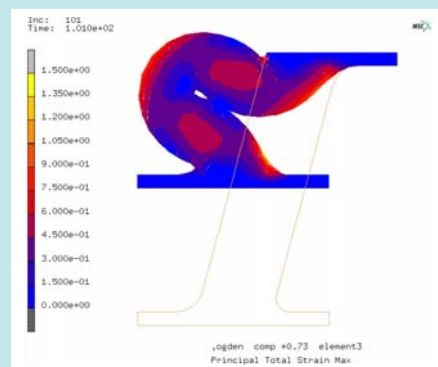 Inc: 101
Time: 1.010e+02
MSC
1.500e+00
1.350e+00
1.200e+00
1.050e+00
9.000e-01
7.500e-01
6.000e-01
4.500e-01
3.000e-01
1.500e-01
0.000e+00
,ogden comp *0.73 element3
Principal Total Strain Max